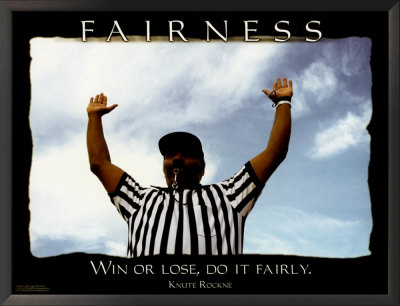 FAIRNESS
WIN OR LOSE, DO IT FAIRLY.
KNUTE ROCKNE